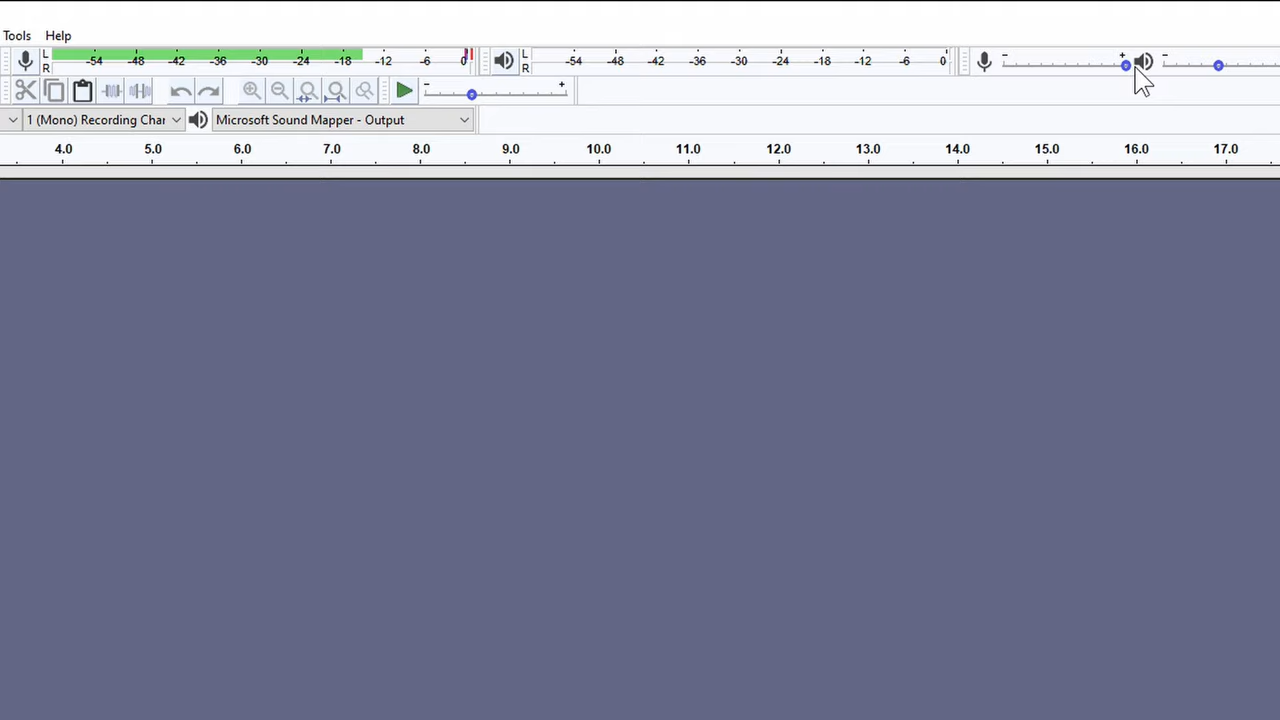 Tools Help
L -54 -48 -42 -36 -30 -24 -18 -12 -6 0 L -54 -48 -42 -36 -30 -24 -18 -12 -6 0 - + -
R R
- +
1 (Mono) Recording Char Microsoft Sound Mapper - Output
4.0 5.0 6.0 7.0 8.0 9.0 10.0 11.0 12.0 13.0 14.0 15.0 16.0 17.0